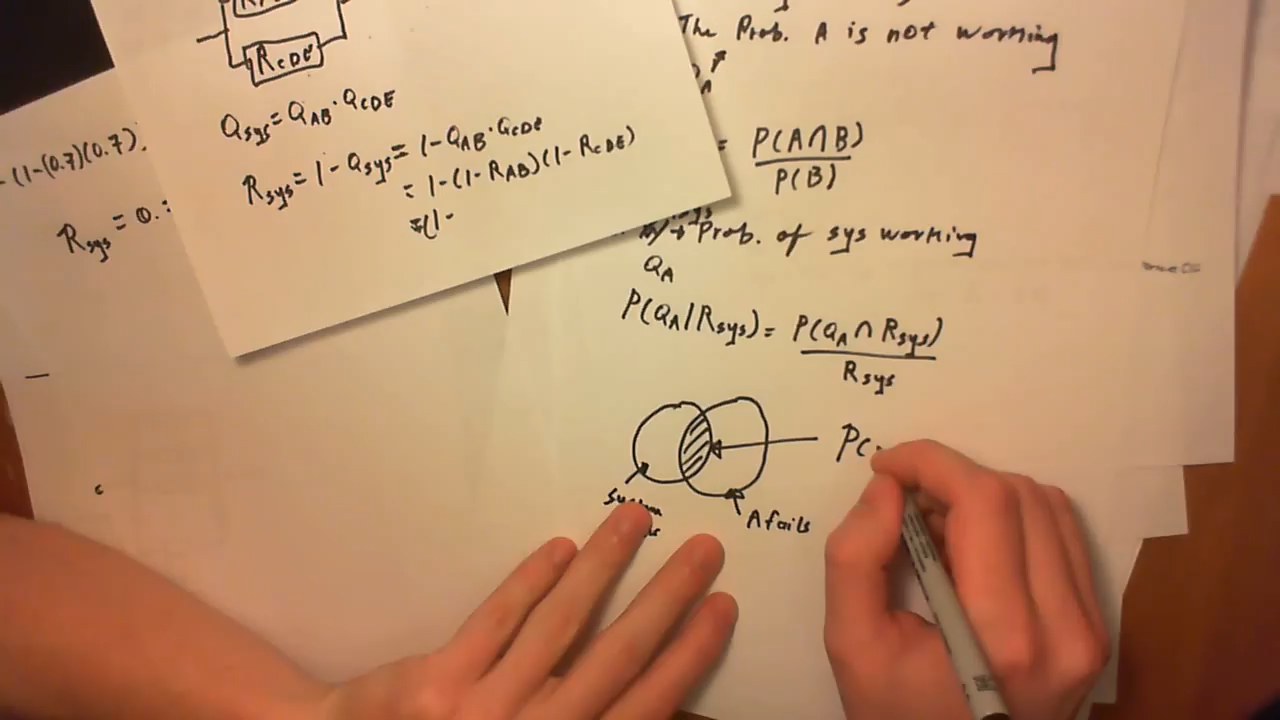 R_CDE
Q_sys = Q_AB · Q_CDE
R_sys = 1 - Q_sys = 1 - Q_AB · Q_CDE
= 1 - (1 - R_AB)(1 - R_CDE)
=(1 -
- (1-(0.7)(0.7).
R_sys = 0.
The Prob. A is not working
= P(A∩B)
P(B)
Prob. of sys working
Q_A
P(Q_A/R_sys) = P(Q_A ∩ R_sys)
R_sys
P(
A fails